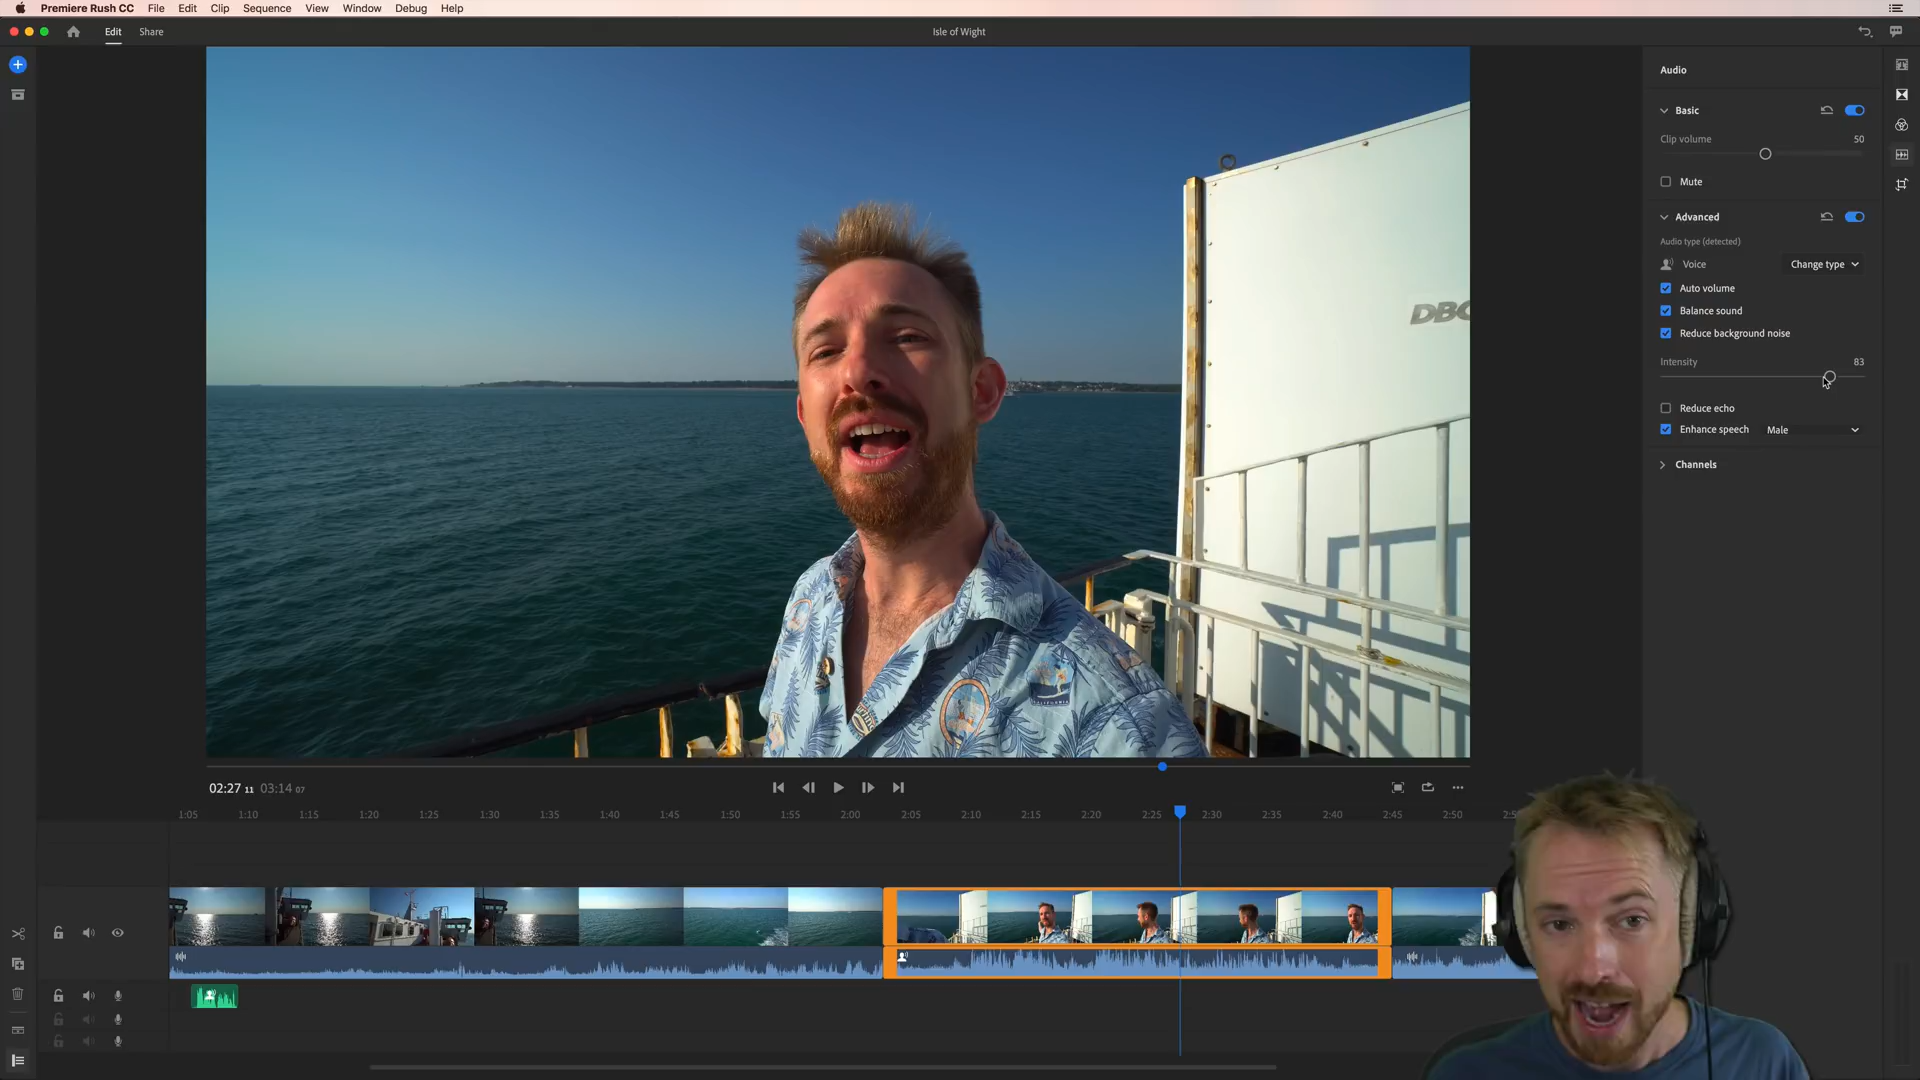 Premiere Rush CC File Edit Clip Sequence View Window Debug Help
Edit Share Isle of Wight
Audio
Basic
Clip volume 50
Mute
Advanced
Audio type (detected)
Voice Change type
Auto volume
Balance sound
Reduce background noise
Intensity 83
Reduce echo
Enhance speech Male
Channels
DBC
CALIFORNIA
02:27 11 03:14 07
1:05 1:10 1:15 1:20 1:25 1:30 1:35 1:40 1:45 1:50 1:55 2:00 2:05 2:10 2:15 2:20 2:25 2:30 2:35 2:40 2:45 2:50